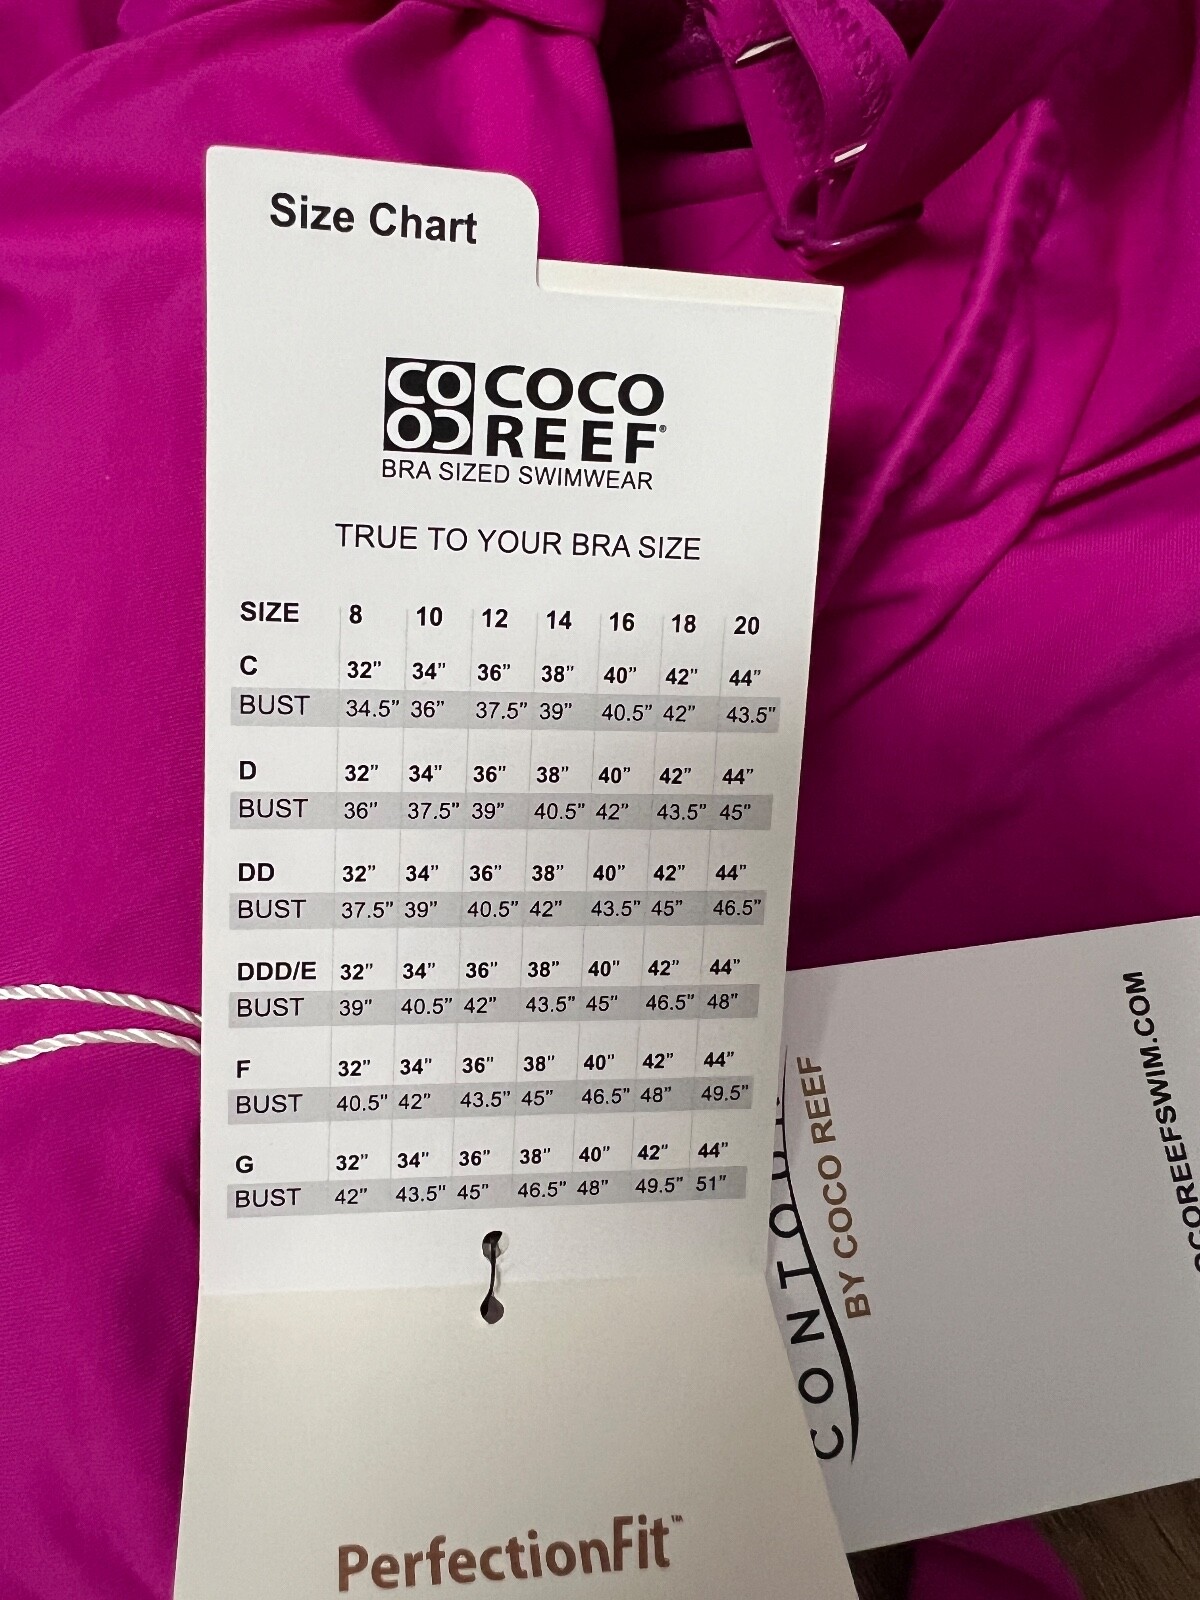 Size Chart
CO
CO
COCO
REEF®
BRA SIZED SWIMWEAR
TRUE TO YOUR BRA SIZE
SIZE 8 10 12 14 16 18 20
C 32” 34” 36” 38” 40” 42” 44”
BUST 34.5” 36” 37.5” 39” 40.5” 42” 43.5”
D 32” 34” 36” 38” 40” 42” 44”
BUST 36” 37.5” 39” 40.5” 42” 43.5” 45”
DD 32” 34” 36” 38” 40” 42” 44”
BUST 37.5” 39” 40.5” 42” 43.5” 45” 46.5”
DDD/E 32” 34” 36” 38” 40” 42” 44”
BUST 39” 40.5” 42” 43.5” 45” 46.5” 48”
F 32” 34” 36” 38” 40” 42” 44”
BUST 40.5” 42” 43.5” 45” 46.5” 48” 49.5”
G 32” 34” 36” 38” 40” 42” 44”
BUST 42” 43.5” 45” 46.5” 48” 49.5” 51”
PerfectionFit™
CONTOU
BY COCO REEF
OCOREEFSWIM.COM